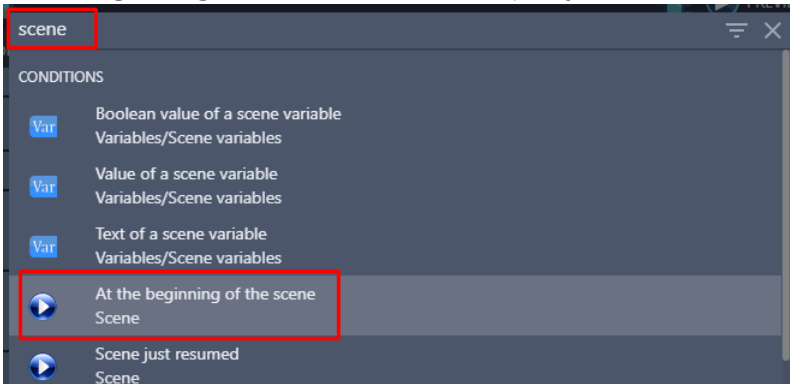 scene
CONDITIONS
Var
Boolean value of a scene variable
Variables/Scene variables
Var
Value of a scene variable
Variables/Scene variables
Var
Text of a scene variable
Variables/Scene variables
At the beginning of the scene
Scene
Scene just resumed
Scene